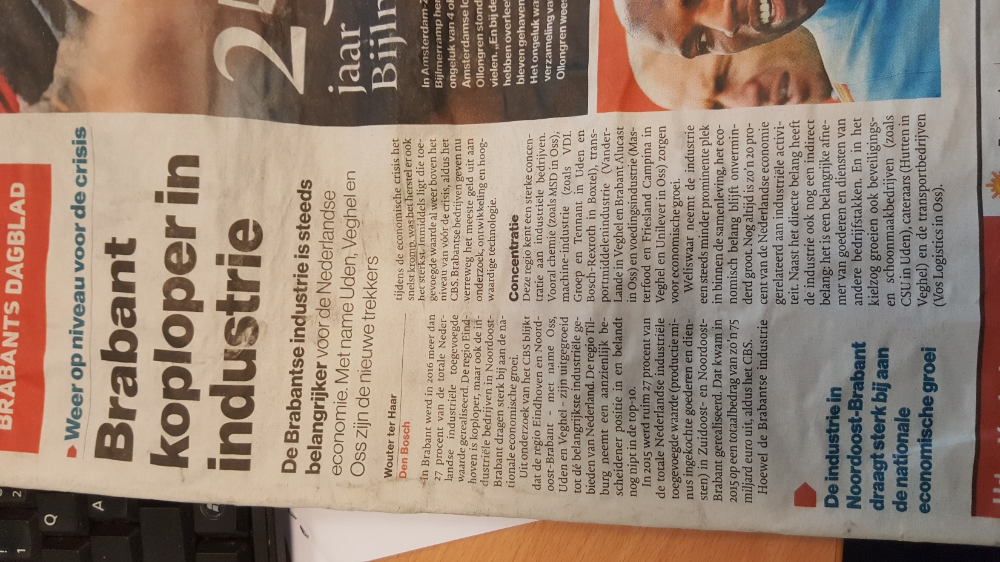 BRABANTS DAGBLAD
Weer op niveau voor de crisis
Brabant
koploper in
industrie
De Brabantse industrie is steeds
belangrijker voor de Nederlandse
economie. Met name Uden, Veghel en
Oss zijn de nieuwe trekkers
Wouter ter Haar
Den Bosch
In Brabant werd in 2016 meer dan
27 procent van de totale Neder-
landse industriële toegevoegde
waarde gerealiseerd. De regio Eind-
hoven is koploper, maar ook de in-
dustriële bedrijven in Noordoost-
Brabant dragen sterk bij aan de na-
tionale economische groei.
Uit onderzoek van het CBS blijkt
dat de regio Eindhoven en Noord-
oost-Brabant - met name Oss,
Uden en Veghel - zijn uitgegroeid
tot dé belangrijkste industriële ge-
bieden van Nederland. De regio Til-
burg neemt een aanzienlijk be-
scheidener positie in en belandt
nog nipt in de top-10.
In 2015 werd ruim 27 procent van
de totale Nederlandse industriële
toegevoegde waarde (productie mi-
nus ingekochte goederen en dien-
sten) in Zuidoost- en Noordoost-
Brabant gerealiseerd. Dat kwam in
2015 op een totaalbedrag van zo'n 75
miljard euro uit, aldus het CBS.
Hoewel de Brabantse industrie
De industrie in
Noordoost-Brabant
draagt sterk bij aan
de nationale
economische groei
tijdens de economische crisis het
snelst kromp, was het herstel er ook
het sterkst. Inmiddels ligt die toe-
gevoegde waarde al weer boven het
niveau van vóór de crisis, aldus het
CBS. Brabantse bedrijven geven nu
verreweg het meeste geld uit aan
onderzoek, ontwikkeling en hoog-
waardige technologie.
Concentratie
Deze regio kent een sterke concen-
tratie aan industriële bedrijven.
Vooral chemie (zoals MSD in Oss),
machine-industrie (zoals VDL
Groep en Tennant in Uden en
Bosch-Rexroth in Boxtel), trans-
portmiddelenindustrie (Vander-
Lande in Veghel en Brabant Alucast
in Oss) en voedingsindustrie (Mas-
terfood en Friesland Campina in
Veghel en Unilever in Oss) zorgen
voor economische groei.
Weliswaar neemt de industrie
een steeds minder prominente plek
in binnen de samenleving, het eco-
nomisch belang blijft onvermin-
derd groot. Nog altijd is zo'n 20 pro-
cent van de Nederlandse economie
gerelateerd aan industriële activi-
teit. Naast het directe belang heeft
de industrie ook nog een indirect
belang: het is een belangrijke afne-
mer van goederen en diensten van
andere bedrijfstakken. En in het
kielzog groeien ook beveiligings-
en schoonmaakbedrijven (zoals
CSU in Uden), cateraars (Hutten in
Veghel) en de transportbedrijven
(Vos Logistics in Oss).
2
jaar
Bijlm
In Amsterdam-Z
Bijlmerramp her
ongeluk van 4 ok
Amsterdamse lo
Ollongren stond
vielen. „En bij de
hebben overleef
bleven gehaven
Het ongeluk wa
verzameling va
Ollongren wees
1
2
Q
A